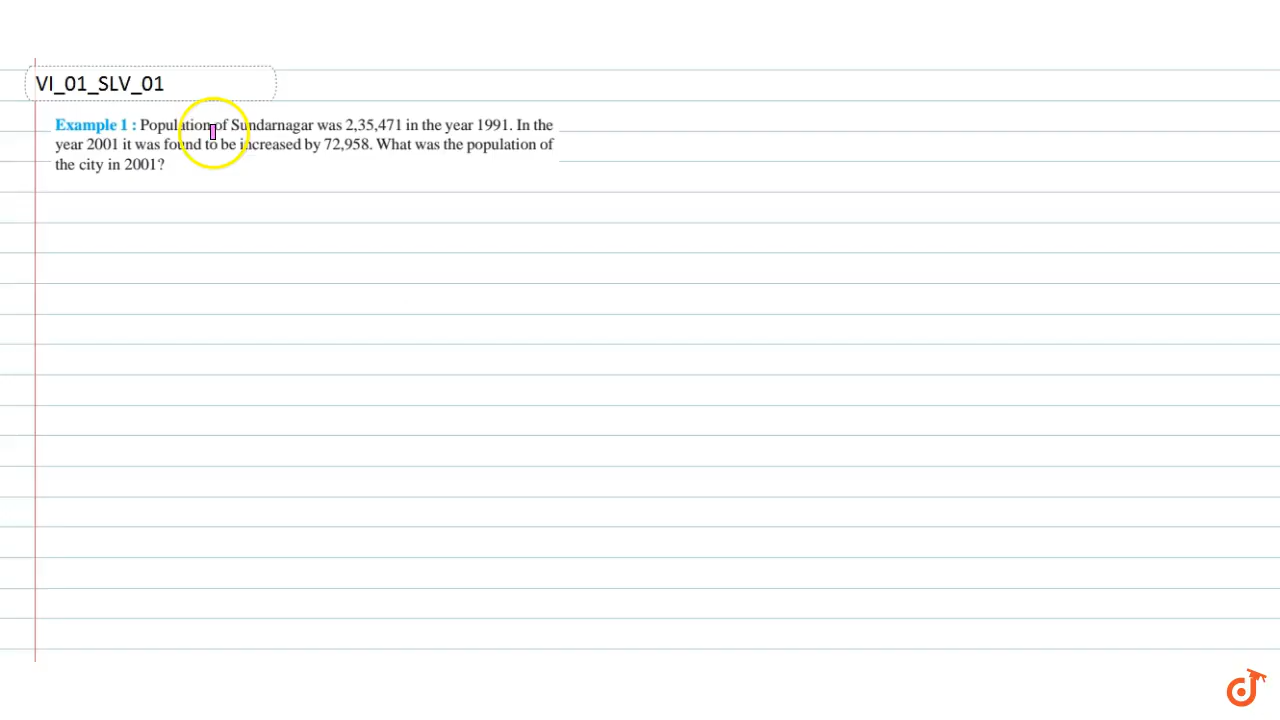 VI_01_SLV_01
Example 1 : Population of Sundarnagar was 2,35,471 in the year 1991. In the
year 2001 it was found to be increased by 72,958. What was the population of
the city in 2001?